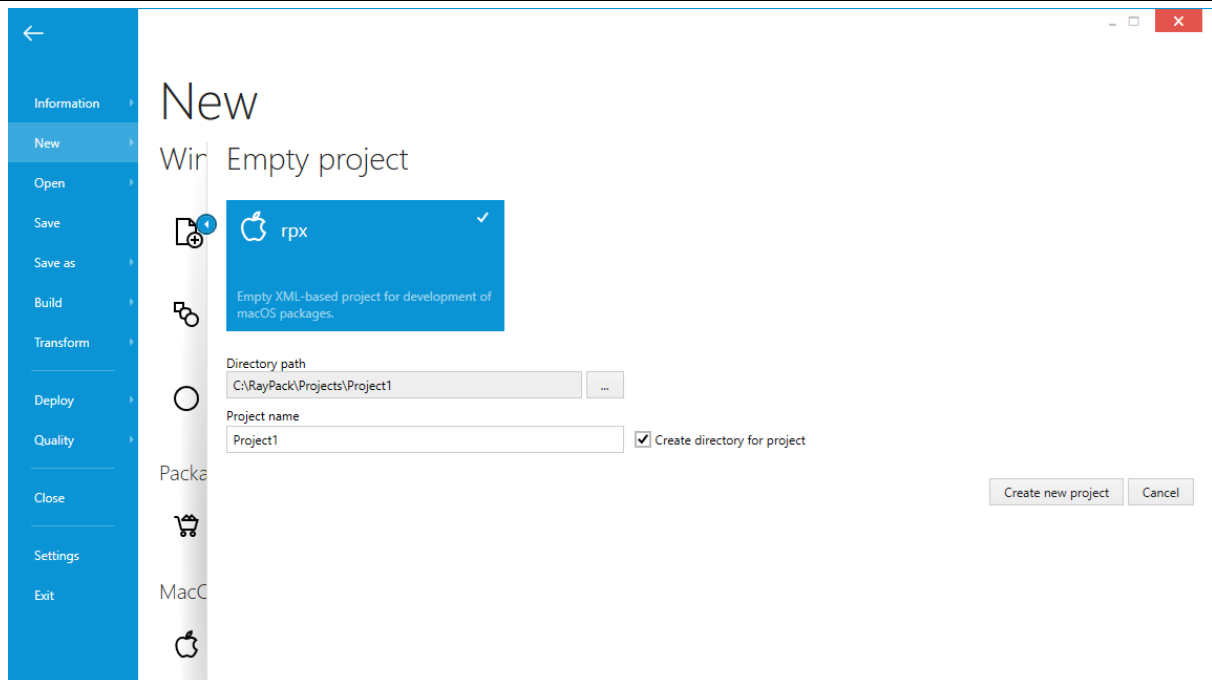 Information
New
Open
Save
Save as
Build
Transform
Deploy
Quality
Close
Settings
Exit
New
Win
Packa
MacO
Empty project
rpx
Empty XML-based project for development of
macOS packages.
Directory path
C:\RayPack\Projects\Project1
...
Project name
Project1
Create directory for project
Create new project
Cancel